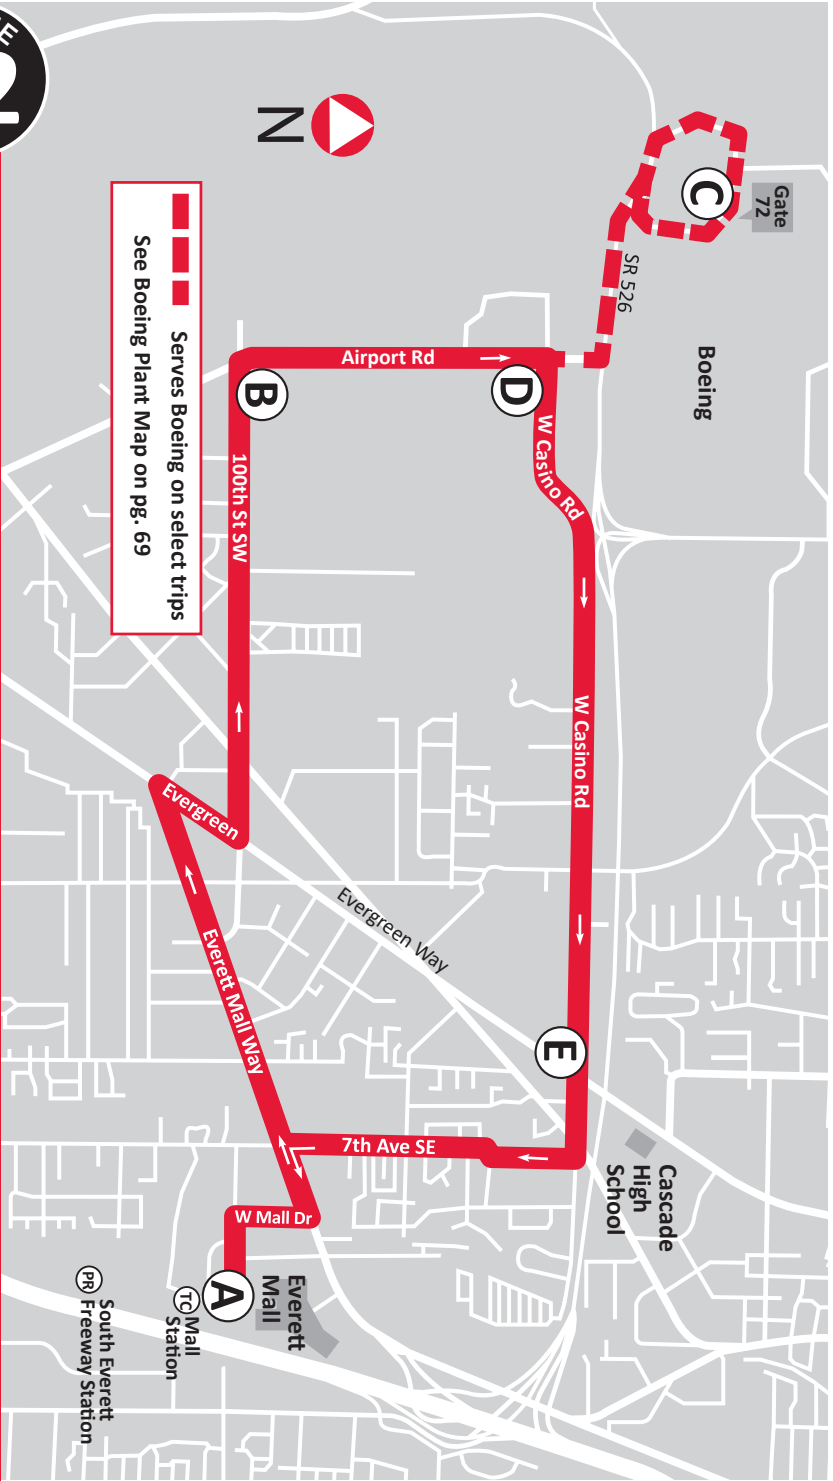 N
Gate
72
C
SR 526
Boeing
Serves Boeing on select trips
See Boeing Plant Map on pg. 69
Airport Rd
B
D
W Casino Rd
100th St SW
W Casino Rd
Evergreen
Evergreen Way
Everett Mall Way
E
7th Ave SE
Cascade
High
School
W Mall Dr
A
Everett
Mall
TC Mall
Station
PR South Everett
Freeway Station